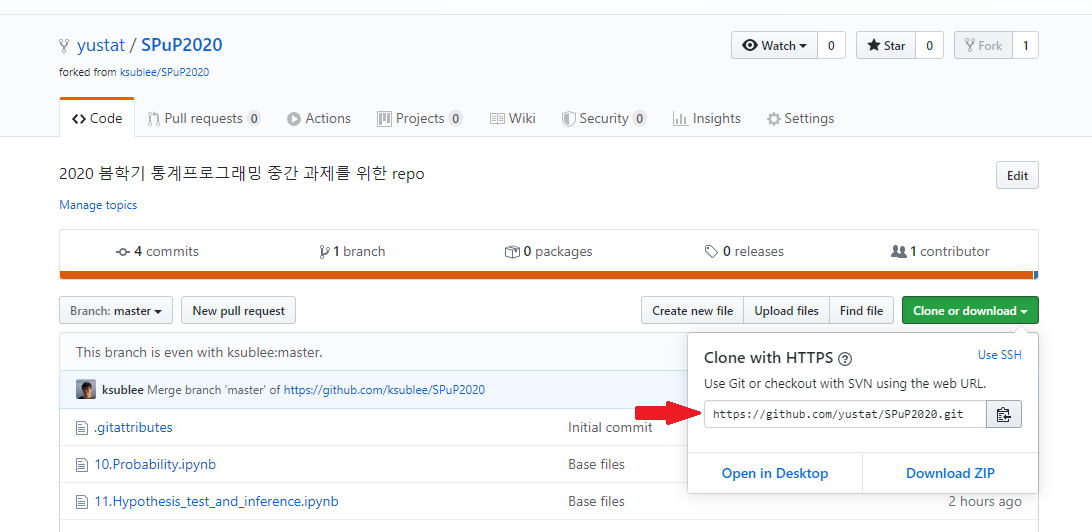 yustat / SPuP2020
Watch 0 Star 0 Fork 1
forked from ksublee/SPuP2020
Code Pull requests 0 Actions Projects 0 Wiki Security 0 Insights Settings
2020 봄학기 통계프로그래밍 중간 과제를 위한 repo
Edit
Manage topics
4 commits 1 branch 0 packages 0 releases 1 contributor
Branch: master New pull request Create new file Upload files Find file Clone or download
This branch is even with ksublee:master.
ksublee Merge branch 'master' of https://github.com/ksublee/SPuP2020
Clone with HTTPS ? Use SSH
Use Git or checkout with SVN using the web URL.
https://github.com/yustat/SPuP2020.git
Open in Desktop Download ZIP
.gitattributes Initial commit
10.Probability.ipynb Base files
11.Hypothesis_test_and_inference.ipynb Base files 2 hours ago